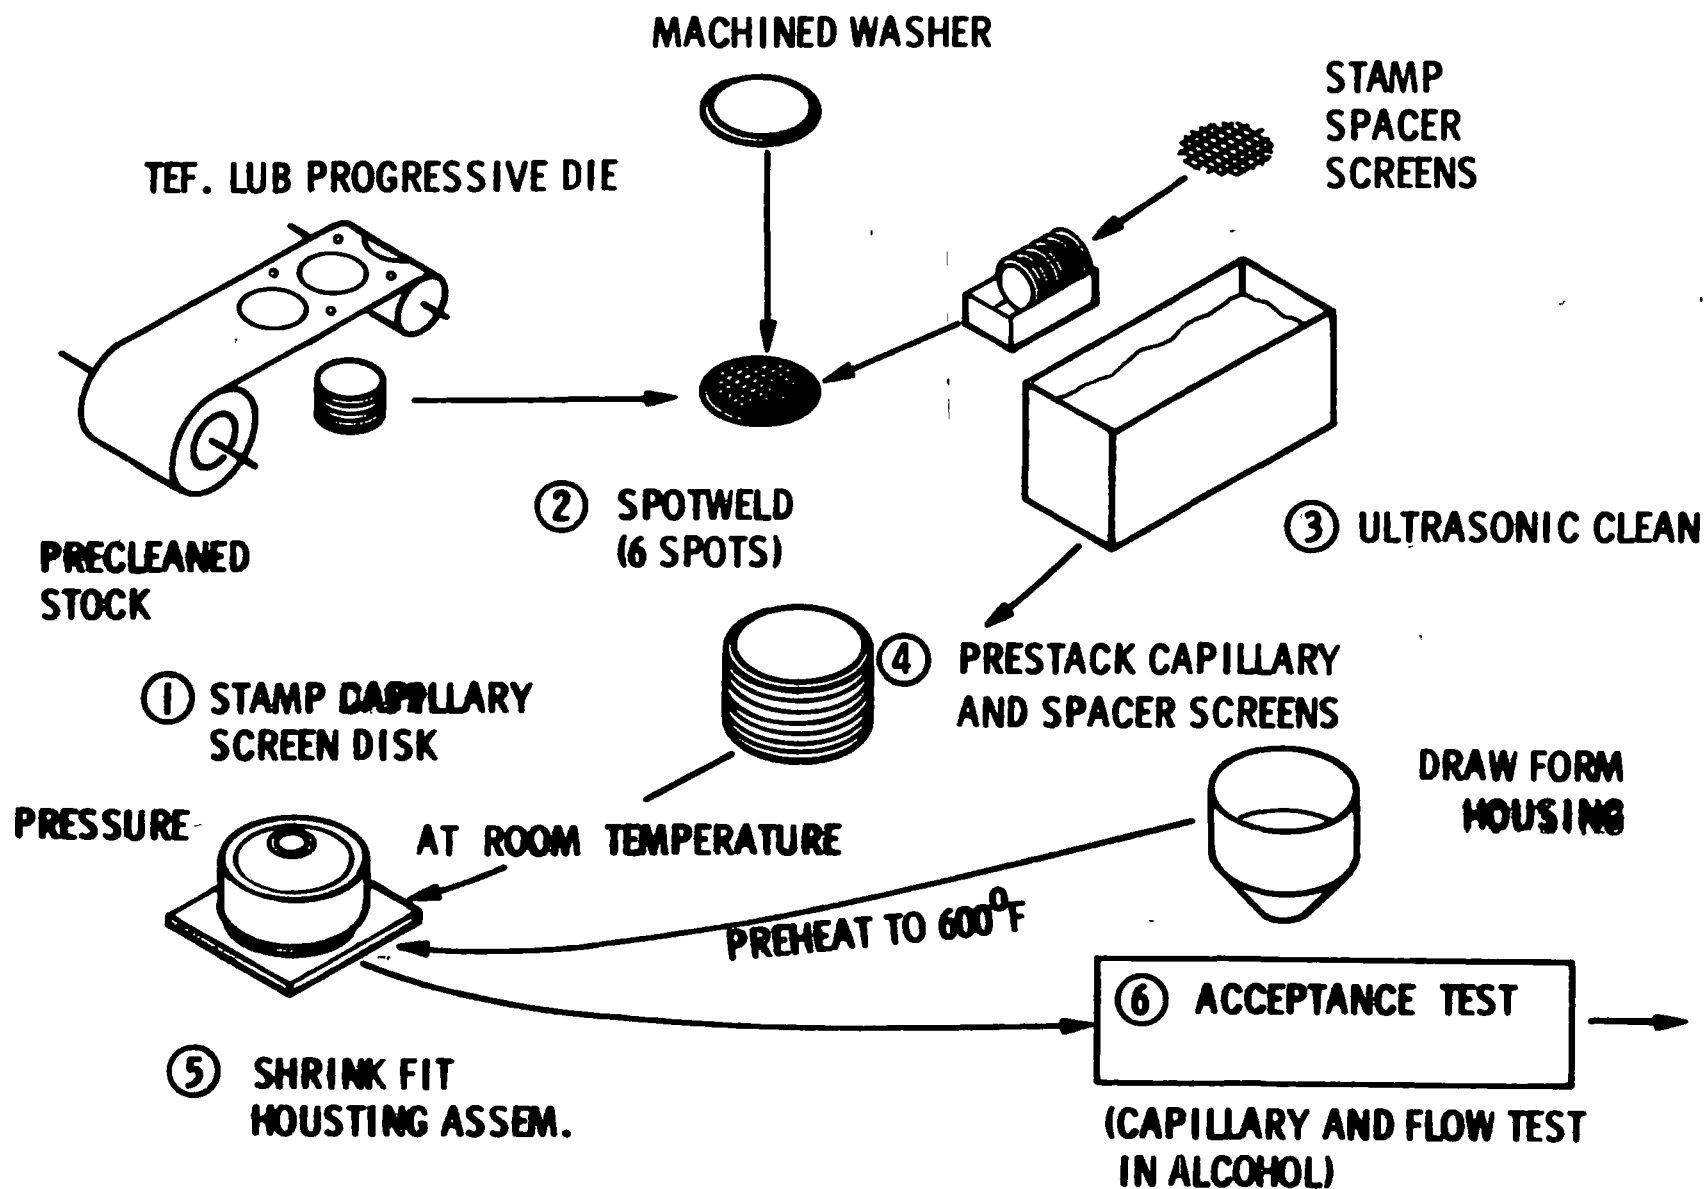 MACHINED WASHER
STAMP
SPACER
SCREENS
TEF. LUB PROGRESSIVE DIE
PRECLEANED
STOCK
2 SPOTWELD
(6 SPOTS)
3 ULTRASONIC CLEAN
1 STAMP CAPILLARY
SCREEN DISK
4 PRESTACK CAPILLARY
AND SPACER SCREENS
DRAW FORM
HOUSING
PRESSURE
AT ROOM TEMPERATURE
PREHEAT TO 600°F
6 ACCEPTANCE TEST
5 SHRINK FIT
HOUSTING ASSEM.
(CAPILLARY AND FLOW TEST
IN ALCOHOL)